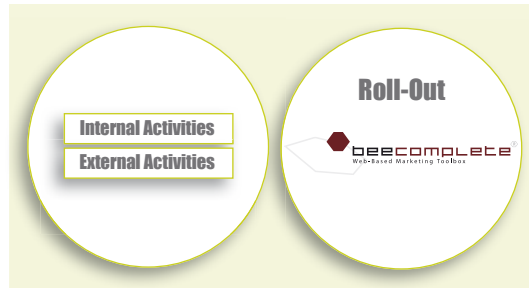 Internal Activities
External Activities
Roll-Out
beecomplete®
Web-Based Marketing Toolbox